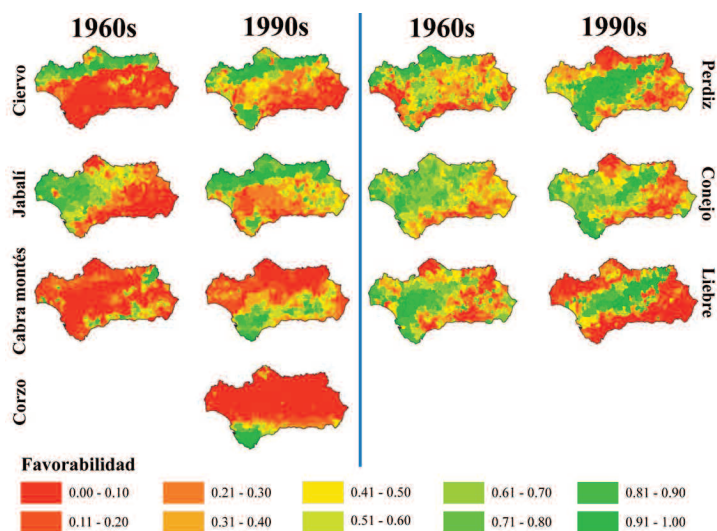 1960s 1990s 1960s 1990s
Ciervo
Perdiz
Jabalí
Conejo
Cabra montés
Liebre
Corzo
Favorabilidad
0.00 - 0.10 0.21 - 0.30 0.41 - 0.50 0.61 - 0.70 0.81 - 0.90
0.11 - 0.20 0.31 - 0.40 0.51 - 0.60 0.71 - 0.80 0.91 - 1.00